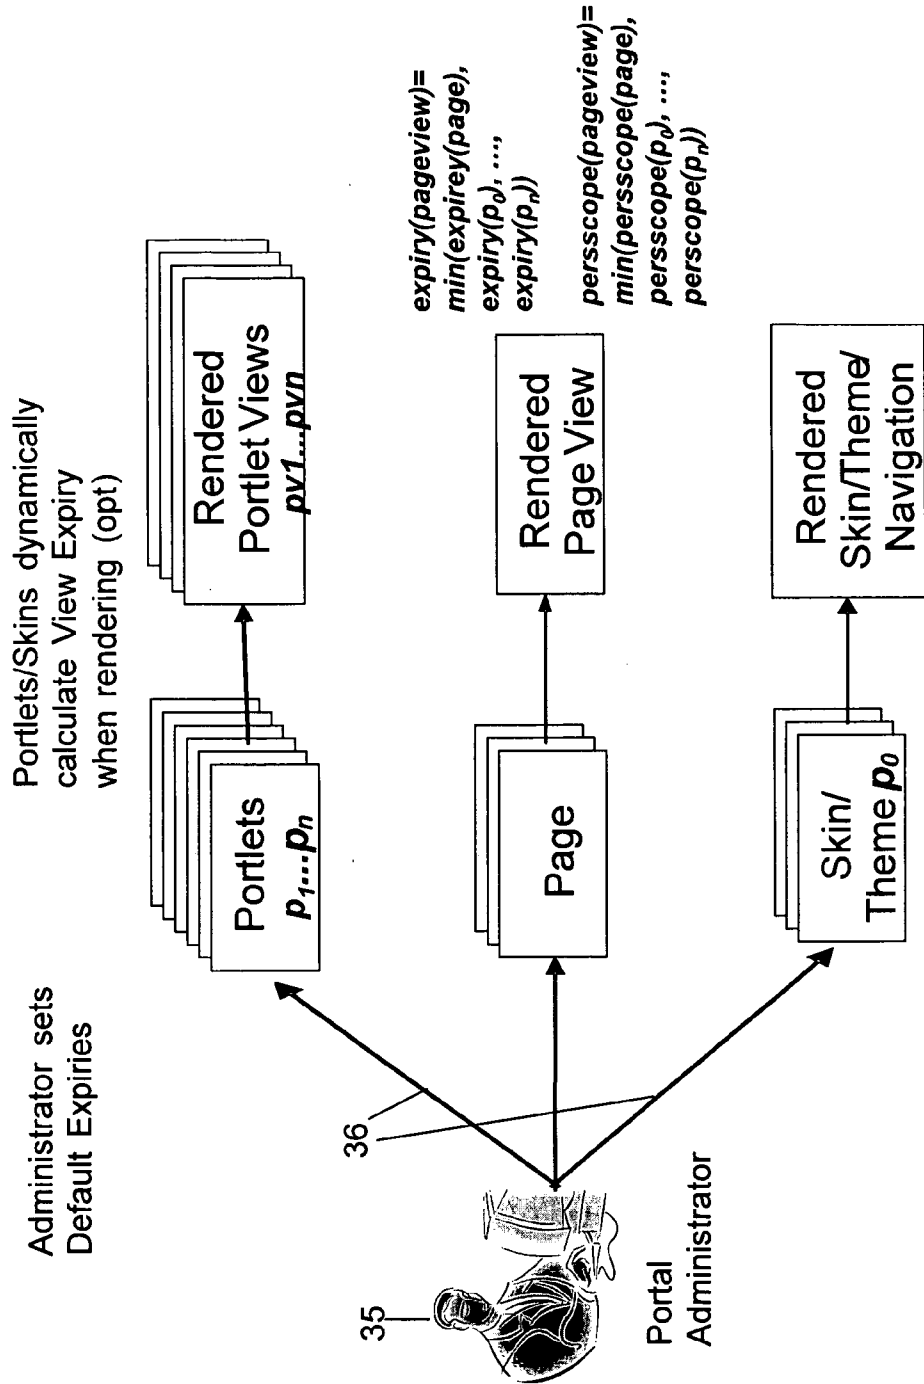 Administrator sets
Default Expiries
Portlets/Skins dynamically
calculate View Expiry
when rendering (opt)
35
Portal
Administrator
36
Portlets
p1...pn
Rendered
Portlet Views
pv1...pvn
Page
Rendered
Page View
expiry(pageview)=
min(expirey(page),
expiry(p0), ...,
expiry(pn))
persscope(pageview)=
min(persscope(page),
persscope(p0), ...,
perscope(pn))
Skin/
Theme p0
Rendered
Skin/Theme/
Navigation